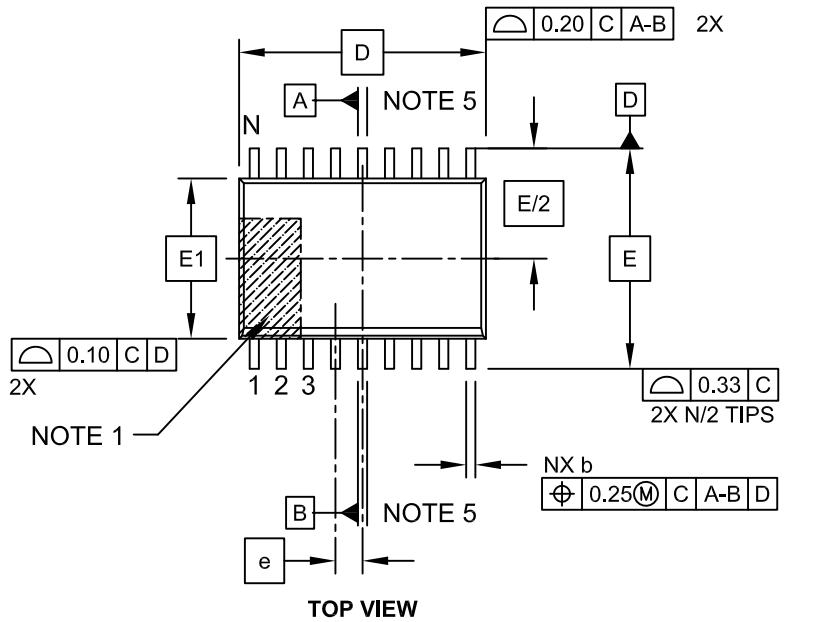 ⌓ 0.20 C A-B 2X
D
A NOTE 5
D
N
E/2
E1
E
⌓ 0.10 C D
2X
1 2 3
⌓ 0.33 C
2X N/2 TIPS
NOTE 1
NX b
⌖ 0.25Ⓜ C A-B D
B NOTE 5
e
TOP VIEW